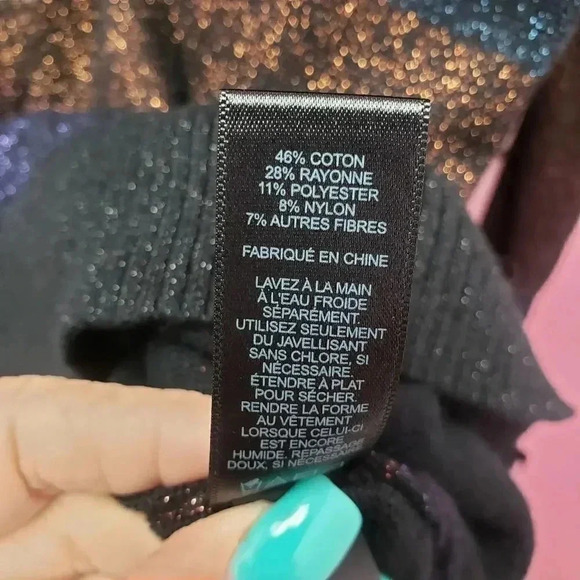 46% COTON
28% RAYONNE
11% POLYESTER
8% NYLON
7% AUTRES FIBRES
FABRIQUÉ EN CHINE
LAVEZ À LA MAIN
À L'EAU FROIDE
SÉPARÉMENT.
UTILISEZ SEULEMENT
DU JAVELLISANT
SANS CHLORE, SI
NÉCESSAIRE.
ÉTENDRE À PLAT
POUR SÉCHER.
RENDRE LA FORME
AU VÊTEMENT
LORSQUE CELUI-CI
EST ENCORE
HUMIDE. REPASSAGE
DOUX, SI NÉCESSAIRE